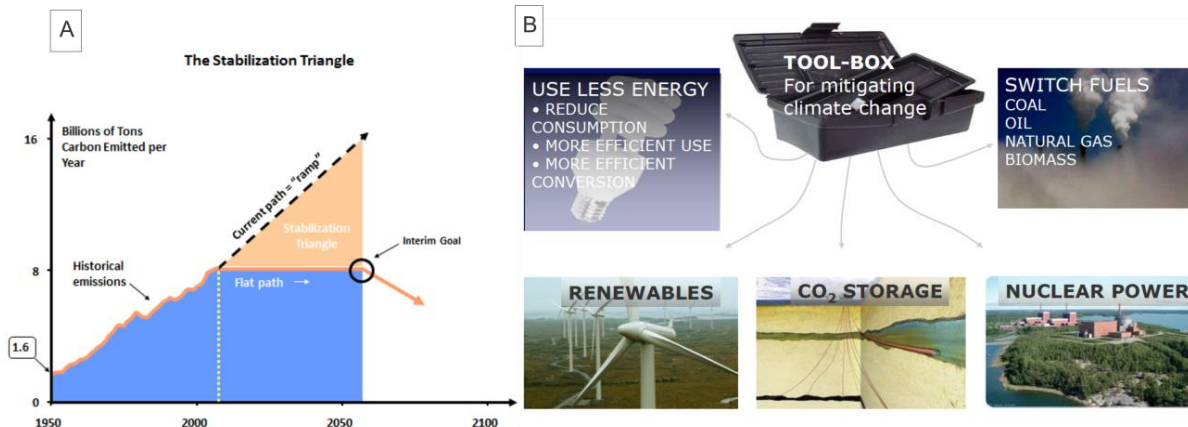 A
The Stabilization Triangle
16
Billions of Tons
Carbon Emitted per
Year
Current path = “ramp”
Stabilization
Triangle
Interim Goal
Historical
emissions
8
Flat path →
1.6
0
1950
2000
2050
2100
B
TOOL-BOX
For mitigating
climate change
USE LESS ENERGY
• REDUCE
CONSUMPTION
• MORE EFFICIENT USE
• MORE EFFICIENT
CONVERSION
SWITCH FUELS
COAL
OIL
NATURAL GAS
BIOMASS
RENEWABLES
CO₂ STORAGE
NUCLEAR POWER